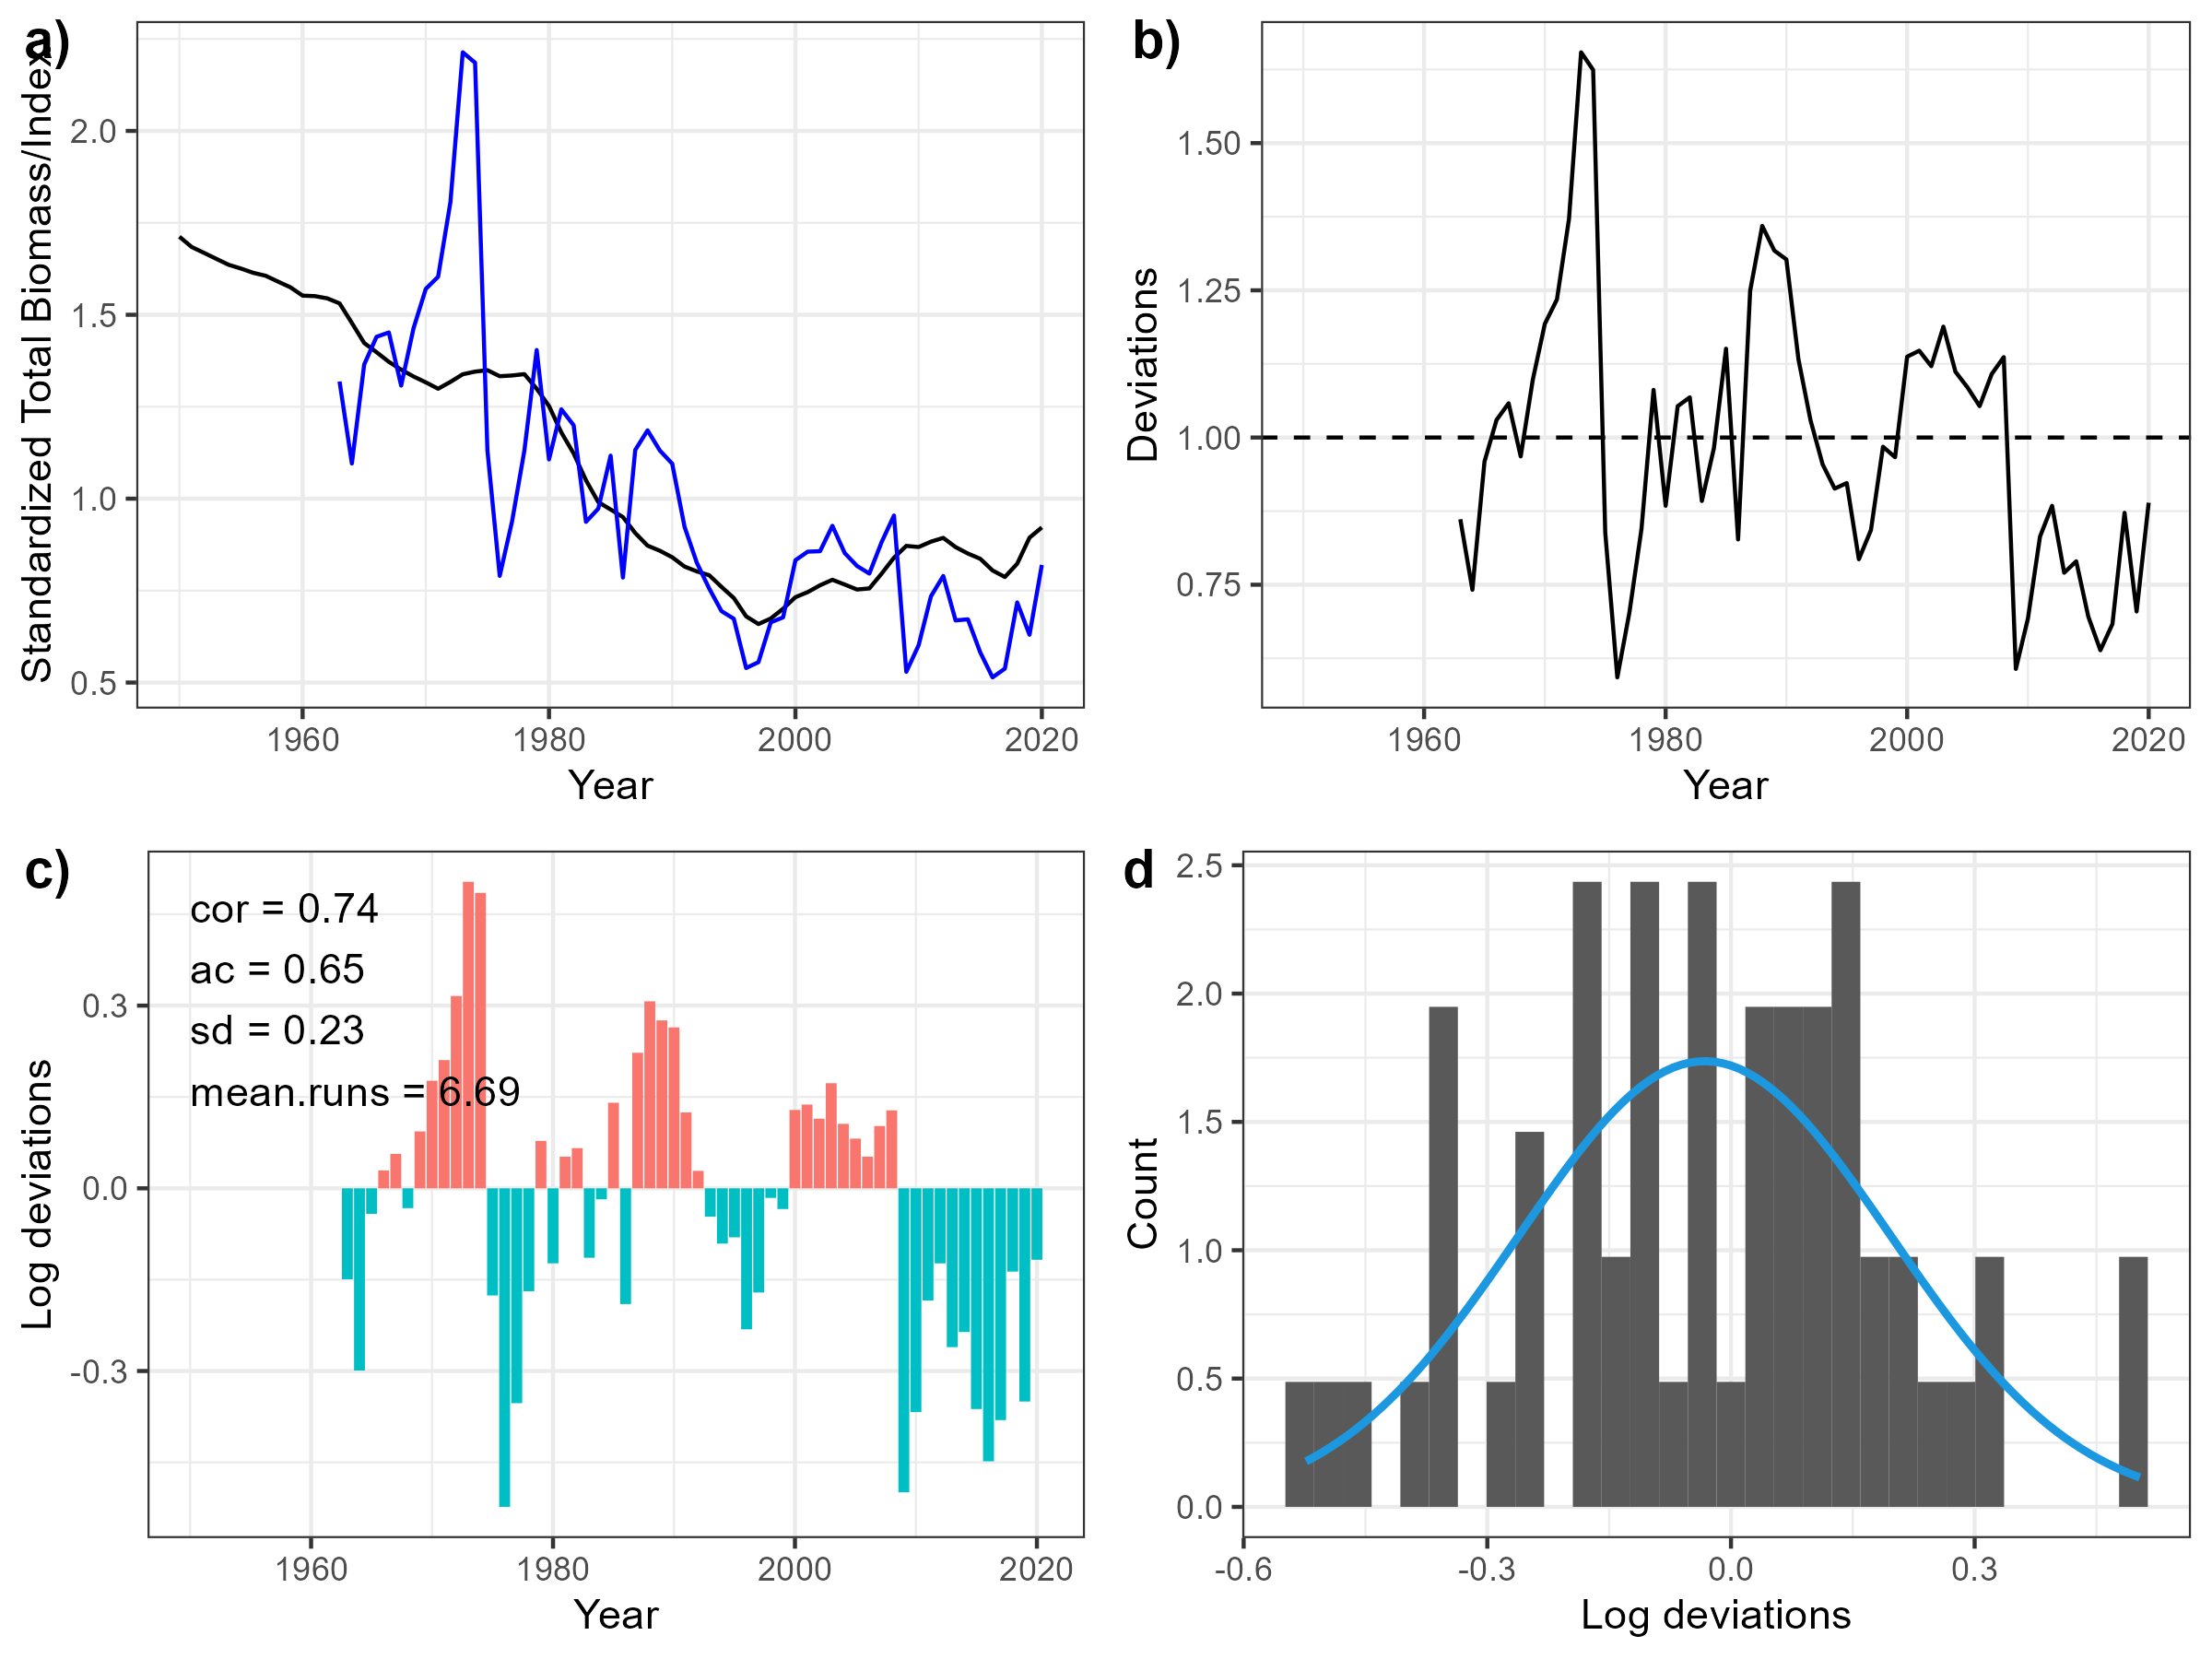 a)
Standardized Total Biomass/Index
2.0
1.5
1.0
0.5
1960 1980 2000 2020
Year
b)
Deviations
1.50
1.25
1.00
0.75
1960 1980 2000 2020
Year
c)
Log deviations
cor = 0.74
ac = 0.65
sd = 0.23
mean.runs = 6.69
0.3
0.0
-0.3
1960 1980 2000 2020
Year
d
Count
2.5
2.0
1.5
1.0
0.5
0.0
-0.6 -0.3 0.0 0.3
Log deviations